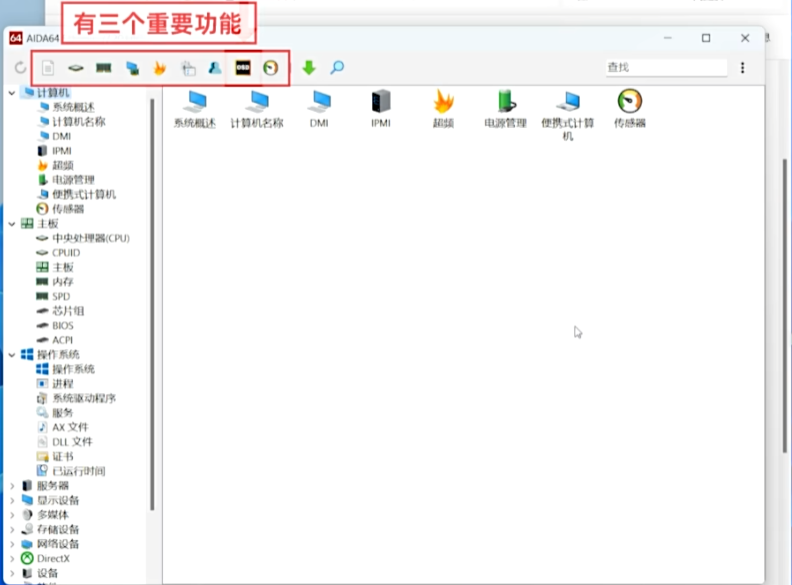 有三个重要功能
64 AIDA64
OSD
查找
计算机
系统概述
计算机名称
DMI
IPMI
超频
电源管理
便携式计算机
传感器
主板
中央处理器(CPU)
CPUID
主板
内存
SPD
芯片组
BIOS
ACPI
操作系统
操作系统
进程
系统驱动程序
服务
AX 文件
DLL 文件
证书
已运行时间
服务器
显示设备
多媒体
存储设备
网络设备
DirectX
设备
系统概述
计算机名称
DMI
IPMI
超频
电源管理
便携式计算
机
传感器